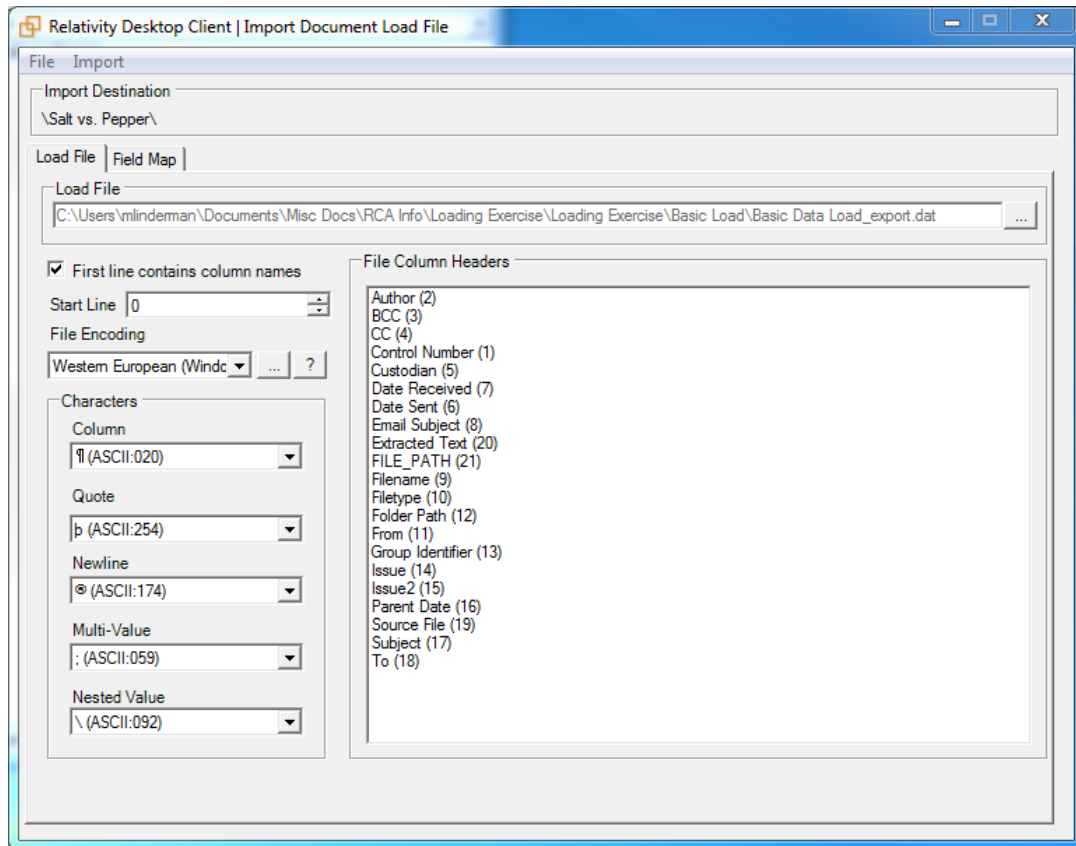 Relativity Desktop Client | Import Document Load File
File Import
Import Destination
\Salt vs. Pepper\
Load File Field Map
Load File
C:\Users\mlinderman\Documents\Misc Docs\RCA Info\Loading Exercise\Loading Exercise\Basic Load\Basic Data Load_export.dat
...
First line contains column names
Start Line 0
File Encoding
Western European (Windc
... ?
Characters
Column
¶ (ASCII:020)
Quote
þ (ASCII:254)
Newline
® (ASCII:174)
Multi-Value
; (ASCII:059)
Nested Value
\ (ASCII:092)
File Column Headers
Author (2)
BCC (3)
CC (4)
Control Number (1)
Custodian (5)
Date Received (7)
Date Sent (6)
Email Subject (8)
Extracted Text (20)
FILE_PATH (21)
Filename (9)
Filetype (10)
Folder Path (12)
From (11)
Group Identifier (13)
Issue (14)
Issue2 (15)
Parent Date (16)
Source File (19)
Subject (17)
To (18)